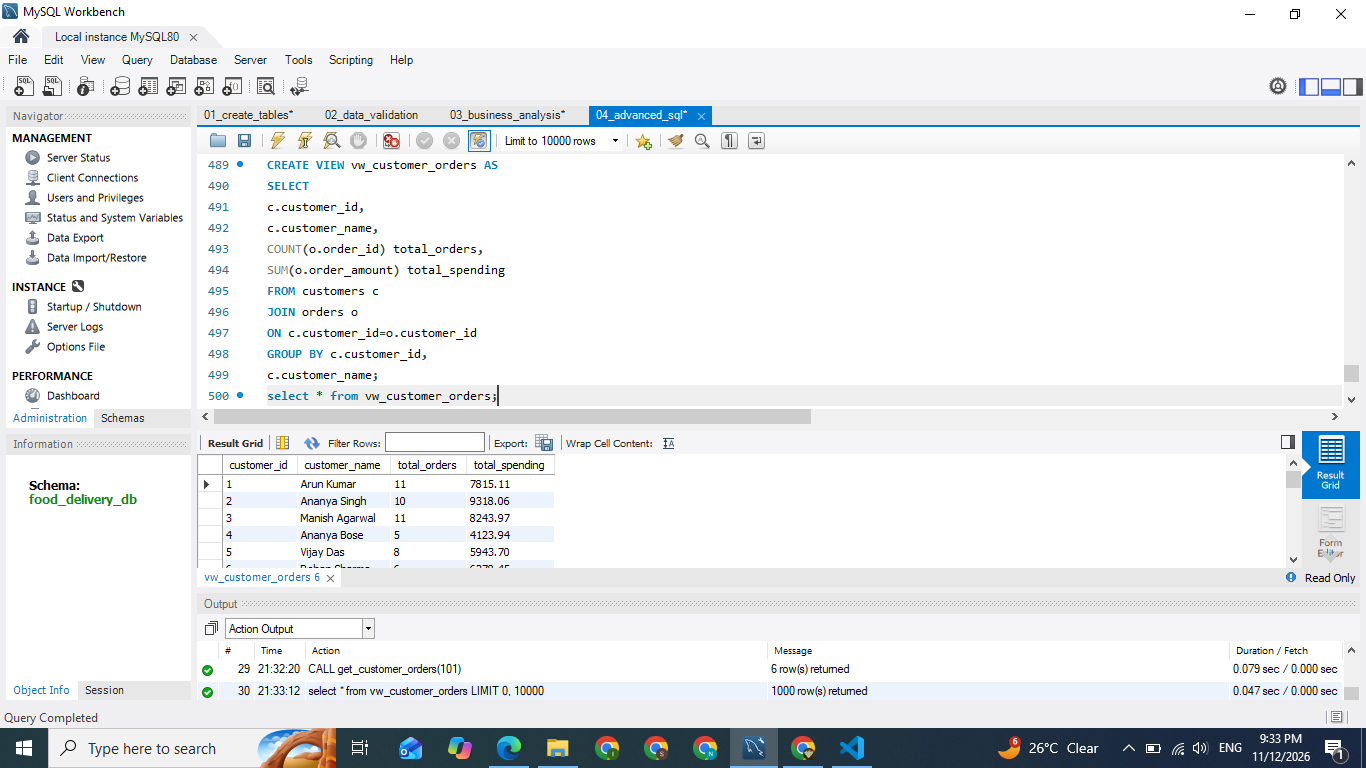 MySQL Workbench
Local instance MySQL80
File Edit View Query Database Server Tools Scripting Help
Navigator
MANAGEMENT
Server Status
Client Connections
Users and Privileges
Status and System Variables
Data Export
Data Import/Restore
INSTANCE
Startup / Shutdown
Server Logs
Options File
PERFORMANCE
Dashboard
Administration Schemas
Information
Schema:
food_delivery_db
Object Info Session
01_create_tables* 02_data_validation 03_business_analysis* 04_advanced_sql*
Limit to 10000 rows
489 CREATE VIEW vw_customer_orders AS
490 SELECT
491 c.customer_id,
492 c.customer_name,
493 COUNT(o.order_id) total_orders,
494 SUM(o.order_amount) total_spending
495 FROM customers c
496 JOIN orders o
497 ON c.customer_id=o.customer_id
498 GROUP BY c.customer_id,
499 c.customer_name;
500 select * from vw_customer_orders;
Result Grid Filter Rows: Export: Wrap Cell Content:
customer_id customer_name total_orders total_spending
1 Arun Kumar 11 7815.11
2 Ananya Singh 10 9318.06
3 Manish Agarwal 11 8243.97
4 Ananya Bose 5 4123.94
5 Vijay Das 8 5943.70
Result
Grid
Form
Editor
vw_customer_orders 6
Read Only
Output
Action Output
# Time Action Message Duration / Fetch
29 21:32:20 CALL get_customer_orders(101) 6 row(s) returned 0.079 sec / 0.000 sec
30 21:33:12 select * from vw_customer_orders LIMIT 0, 10000 1000 row(s) returned 0.047 sec / 0.000 sec
Query Completed
Type here to search
6
26°C Clear
ENG
9:33 PM
11/12/2026
1